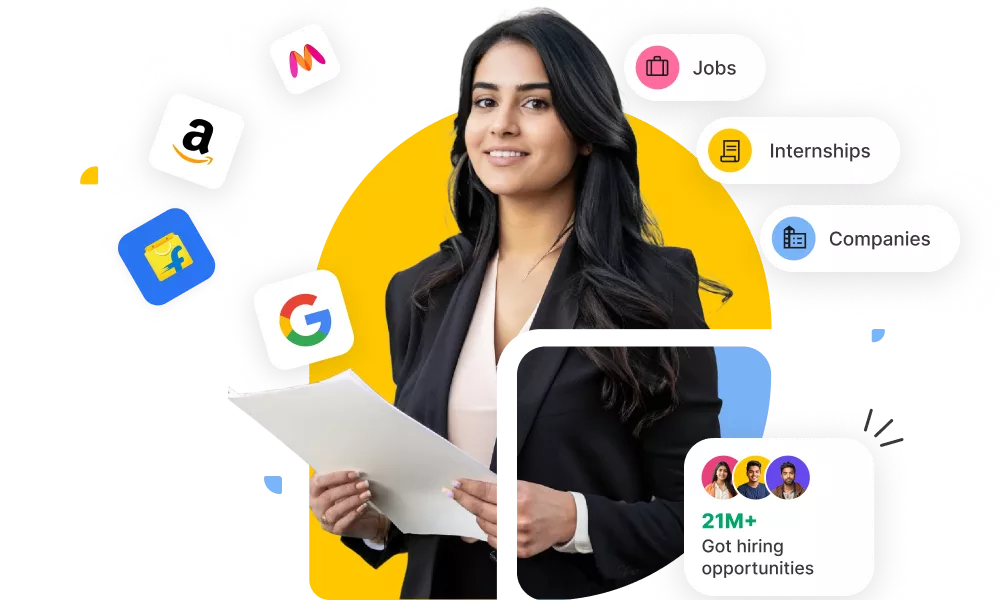 Jobs
Internships
Companies
21M+
Got hiring
opportunities